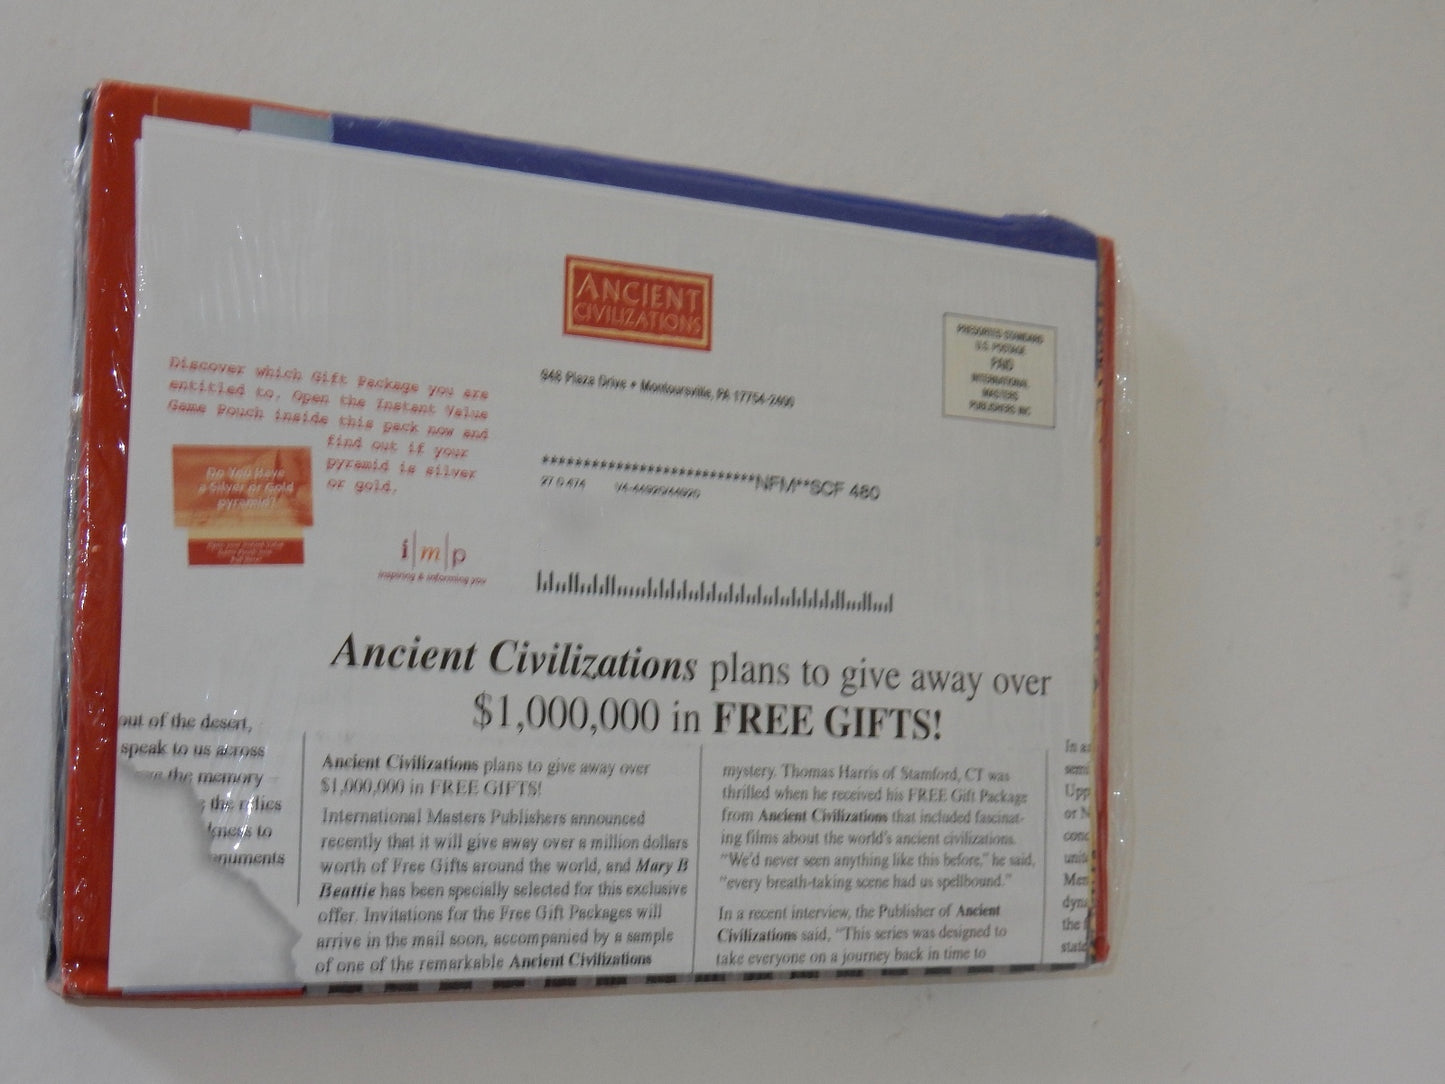 ANCIENT
CIVILIZATIONS
948 Plaza Drive • Montoursville, PA 17754-2400
PRESORTED STANDARD
U.S. POSTAGE
PAID
INTERNATIONAL
MASTERS
PUBLISHERS INC
Discover which Gift Package you are
entitled to. Open the Instant Value
Game Pouch inside this pack now and
find out if your
pyramid is silver
or gold.
Do You Have
a Silver or Gold
pyramid?
i|m|p
inspiring & informing you
***************************NFM**SCF 480
Ancient Civilizations plans to give away over
$1,000,000 in FREE GIFTS!
out of the desert,
speak to us across
the memory
the relics
to
Ancient Civilizations plans to give away over
$1,000,000 in FREE GIFTS!
International Masters Publishers announced
recently that it will give away over a million dollars
worth of Free Gifts around the world, and Mary B
Beattie has been specially selected for this exclusive
offer. Invitations for the Free Gift Packages will
arrive in the mail soon, accompanied by a sample
of one of the remarkable Ancient Civilizations
mystery. Thomas Harris of Stamford, CT was
thrilled when he received his FREE Gift Package
from Ancient Civilizations that included fascinat-
ing films about the world's ancient civilizations.
"We'd never seen anything like this before," he said,
"every breath-taking scene had us spellbound."
In a recent interview, the Publisher of Ancient
Civilizations said, "This series was designed to
take everyone on a journey back in time to